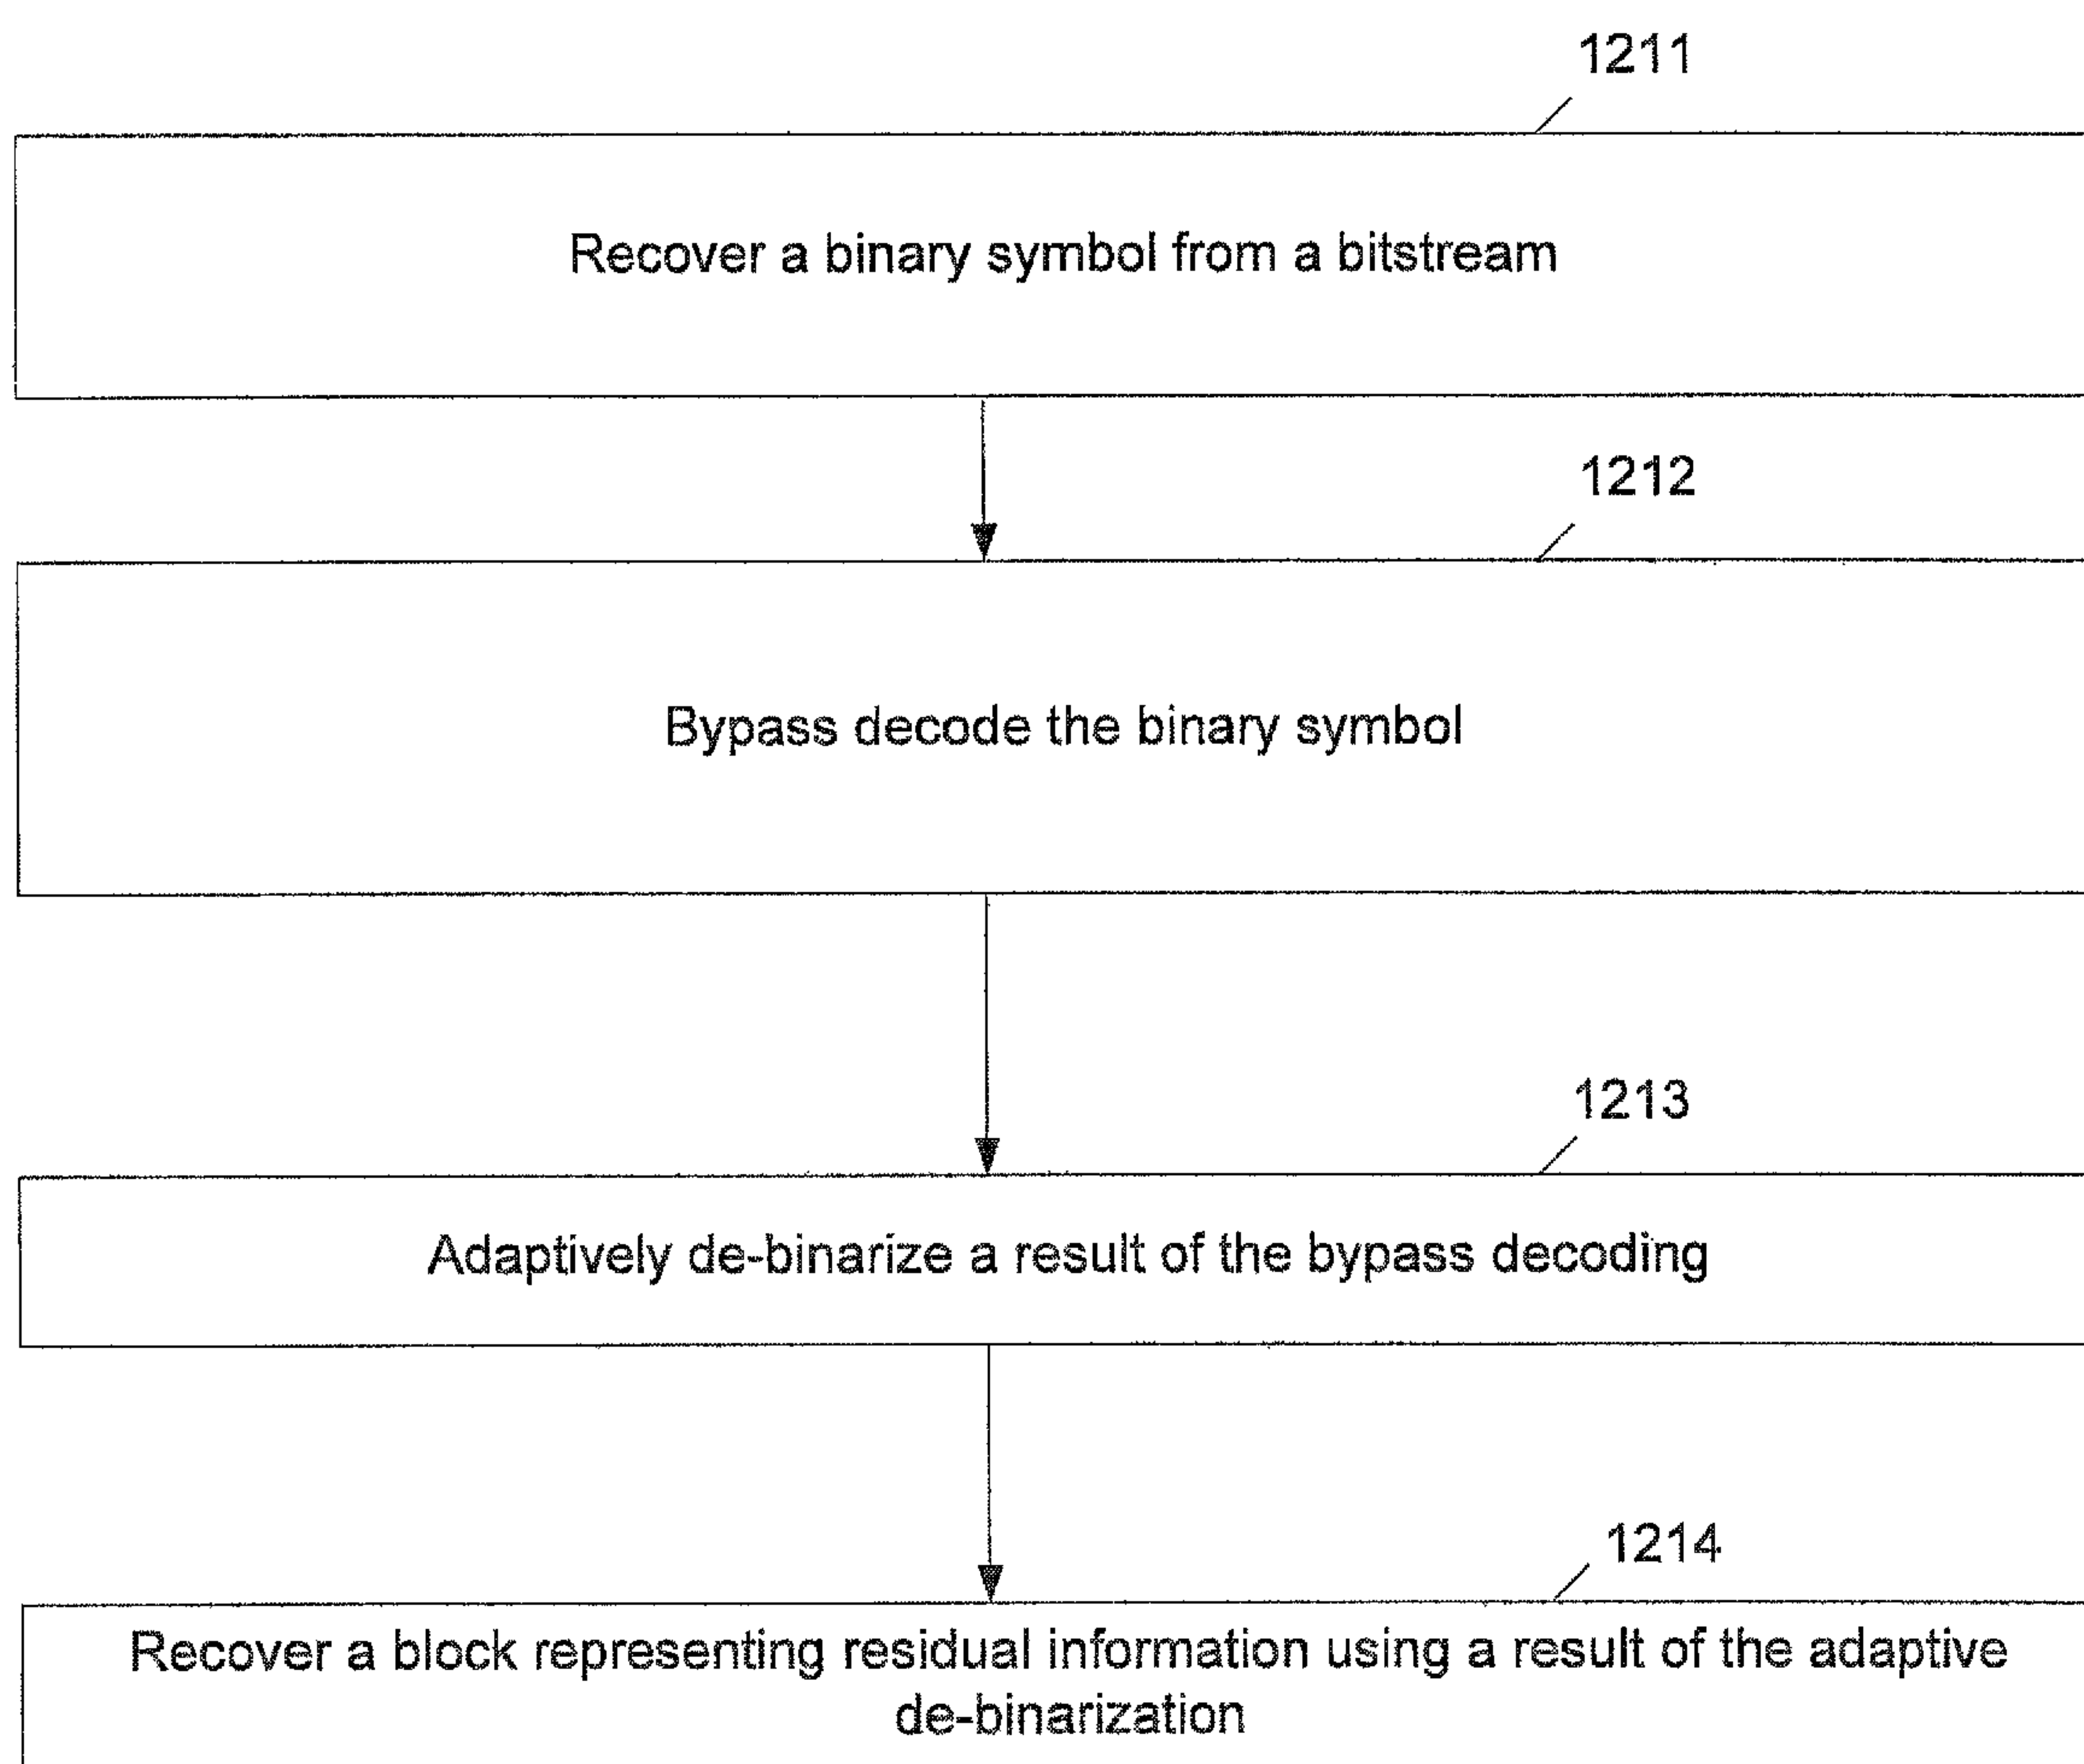 1211
Recover a binary symbol from a bitstream
1212
Bypass decode the binary symbol
1213
Adaptively de-binarize a result of the bypass decoding
1214
Recover a block representing residual information using a result of the adaptive
de-binarization